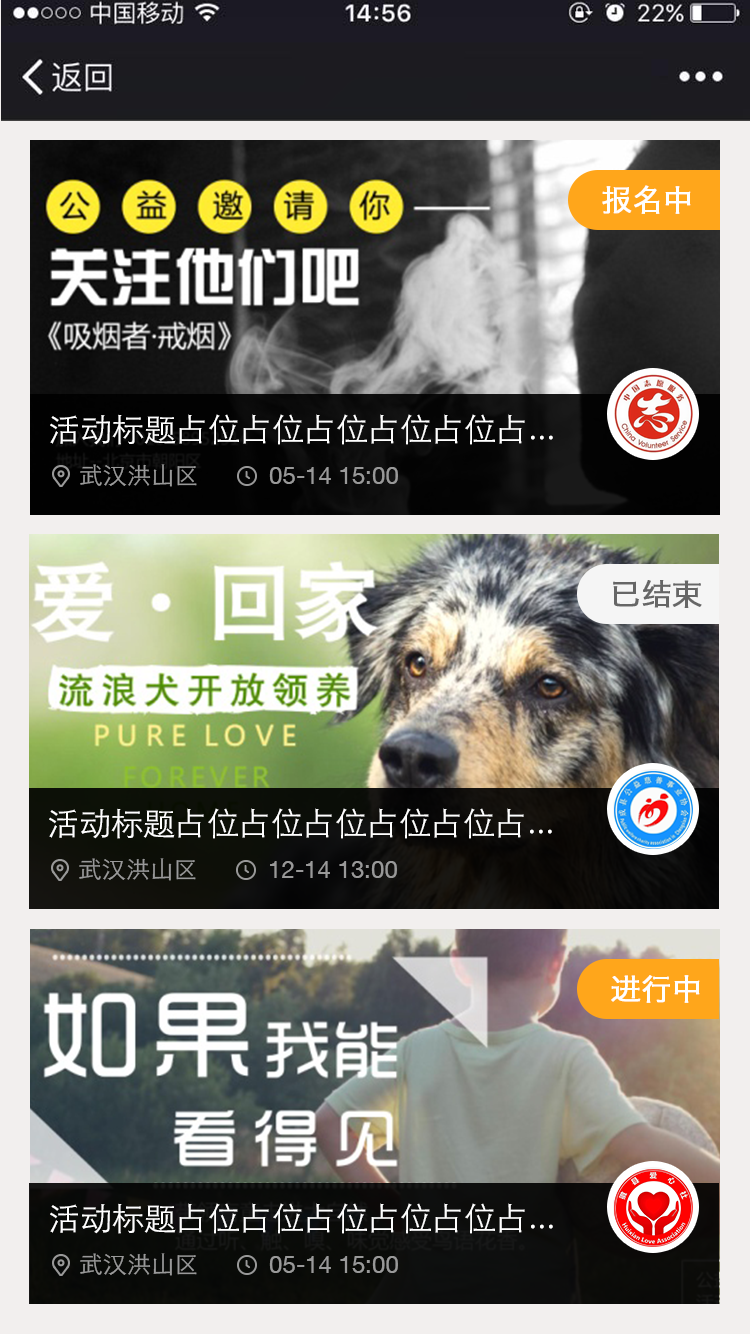 中国移动
14:56
22%
返回
公益邀请你
报名中
关注他们吧
《吸烟者·戒烟》
中国志愿服务
志
China Volunteer Service
活动标题占位占位占位占位占位占...
武汉洪山区
05-14 15:00
爱·回家
已结束
流浪犬开放领养
PURE LOVE
FOREVER
活动标题占位占位占位占位占位占...
武汉洪山区
12-14 13:00
进行中
如果我能
看得见
Huixian Love Association
活动标题占位占位占位占位占位占...
武汉洪山区
05-14 15:00